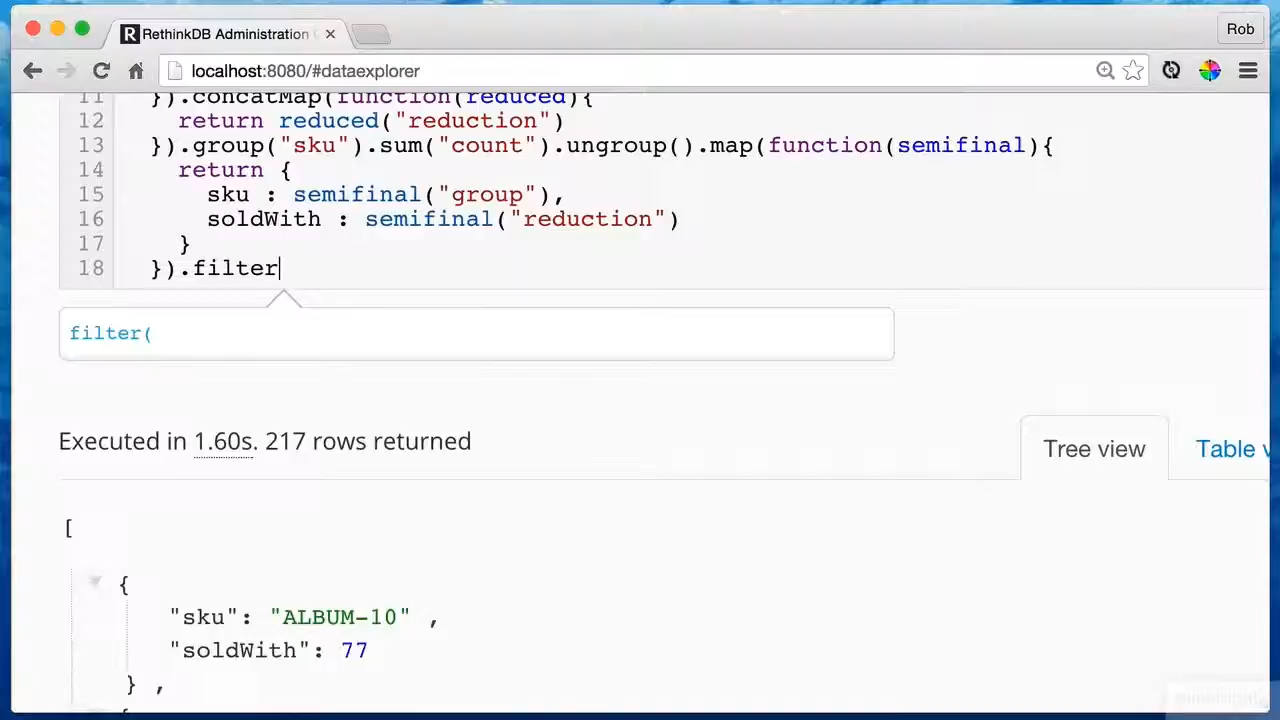 RethinkDB Administration
Rob
localhost:8080/#dataexplorer
11 }).concatMap(function(reduced){
12 return reduced("reduction")
13 }).group("sku").sum("count").ungroup().map(function(semifinal){
14 return {
15 sku : semifinal("group"),
16 soldWith : semifinal("reduction")
17 }
18 }).filter
filter(
Executed in 1.60s. 217 rows returned
Tree view
Table v
[
{
"sku": "ALBUM-10" ,
"soldWith": 77
} ,
{